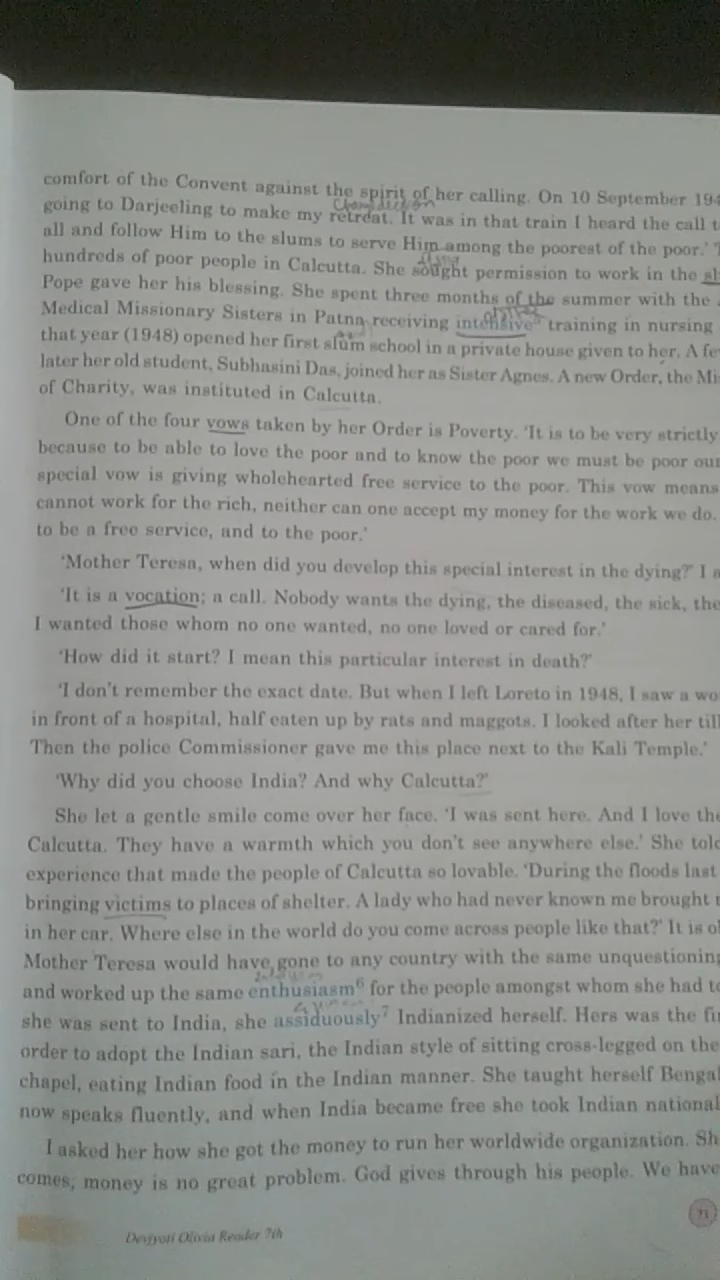 comfort of the Convent against the spirit of her calling. On 10 September 194
going to Darjeeling to make my retreat. It was in that train I heard the call t
all and follow Him to the slums to serve Him among the poorest of the poor.'
hundreds of poor people in Calcutta. She sought permission to work in the sl
Pope gave her his blessing. She spent three months of the summer with the
Medical Missionary Sisters in Patna receiving intensive⁵ training in nursing
that year (1948) opened her first slum school in a private house given to her. A fe
later her old student, Subhasini Das, joined her as Sister Agnes. A new Order, the Mi
of Charity, was instituted in Calcutta.
One of the four vows taken by her Order is Poverty. 'It is to be very strictly
because to be able to love the poor and to know the poor we must be poor our
special vow is giving wholehearted free service to the poor. This vow means
cannot work for the rich, neither can one accept my money for the work we do.
to be a free service, and to the poor.'
'Mother Teresa, when did you develop this special interest in the dying?' I a
'It is a vocation; a call. Nobody wants the dying, the diseased, the sick, the
I wanted those whom no one wanted, no one loved or cared for.'
'How did it start? I mean this particular interest in death?'
'I don't remember the exact date. But when I left Loreto in 1948, I saw a wo
in front of a hospital, half eaten up by rats and maggots. I looked after her till
Then the police Commissioner gave me this place next to the Kali Temple.'
'Why did you choose India? And why Calcutta?'
She let a gentle smile come over her face. 'I was sent here. And I love the
Calcutta. They have a warmth which you don't see anywhere else.' She told
experience that made the people of Calcutta so lovable. 'During the floods last
bringing victims to places of shelter. A lady who had never known me brought
in her car. Where else in the world do you come across people like that?' It is o
Mother Teresa would have gone to any country with the same unquestioning
and worked up the same enthusiasm⁶ for the people amongst whom she had to
she was sent to India, she assiduously⁷ Indianized herself. Hers was the fi
order to adopt the Indian sari, the Indian style of sitting cross-legged on the
chapel, eating Indian food in the Indian manner. She taught herself Bengal
now speaks fluently, and when India became free she took Indian national
I asked her how she got the money to run her worldwide organization. Sh
comes; money is no great problem. God gives through his people. We have
71
Devjyoti Olivia Reader 7th